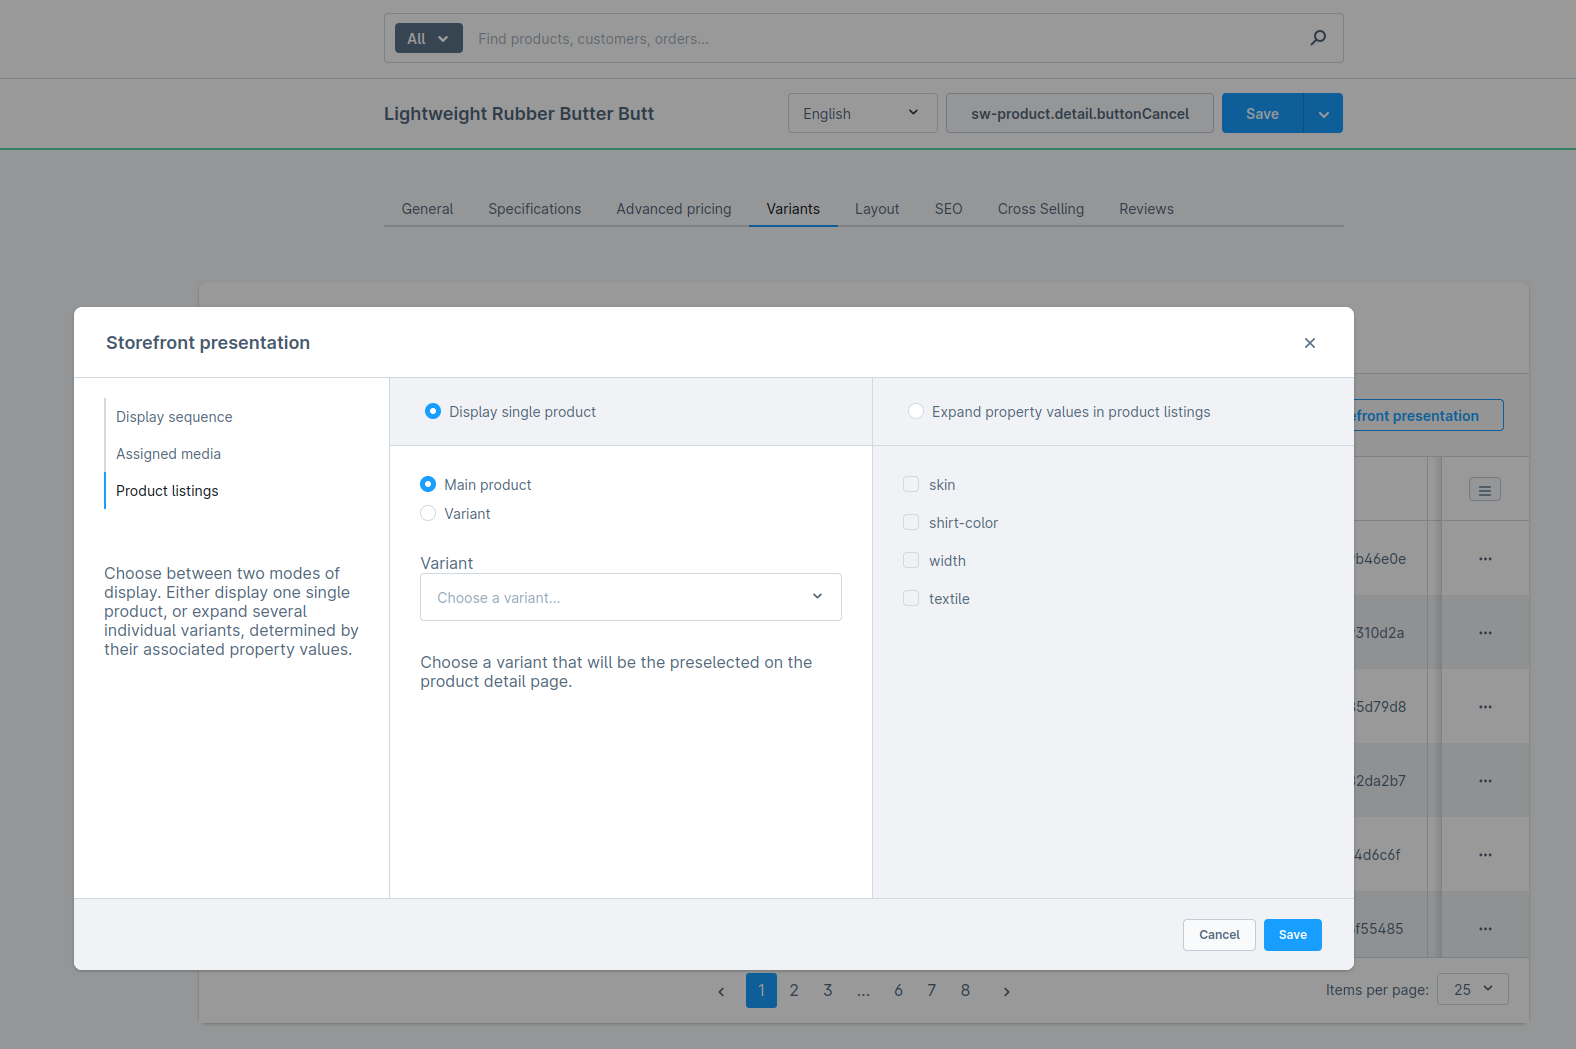 All
Find products, customers, orders...
Lightweight Rubber Butter Butt
English
sw-product.detail.buttonCancel
Save
General
Specifications
Advanced pricing
Variants
Layout
SEO
Cross Selling
Reviews
Storefront presentation
Display sequence
Assigned media
Product listings
Choose between two modes of
display. Either display one single
product, or expand several
individual variants, determined by
their associated property values.
Display single product
Main product
Variant
Variant
Choose a variant...
Choose a variant that will be the preselected on the
product detail page.
Expand property values in product listings
skin
shirt-color
width
textile
Cancel
Save
front presentation
b46e0e
310d2a
5d79d8
2da2b7
4d6c6f
f55485
1 2 3 ... 6 7 8
Items per page: 25